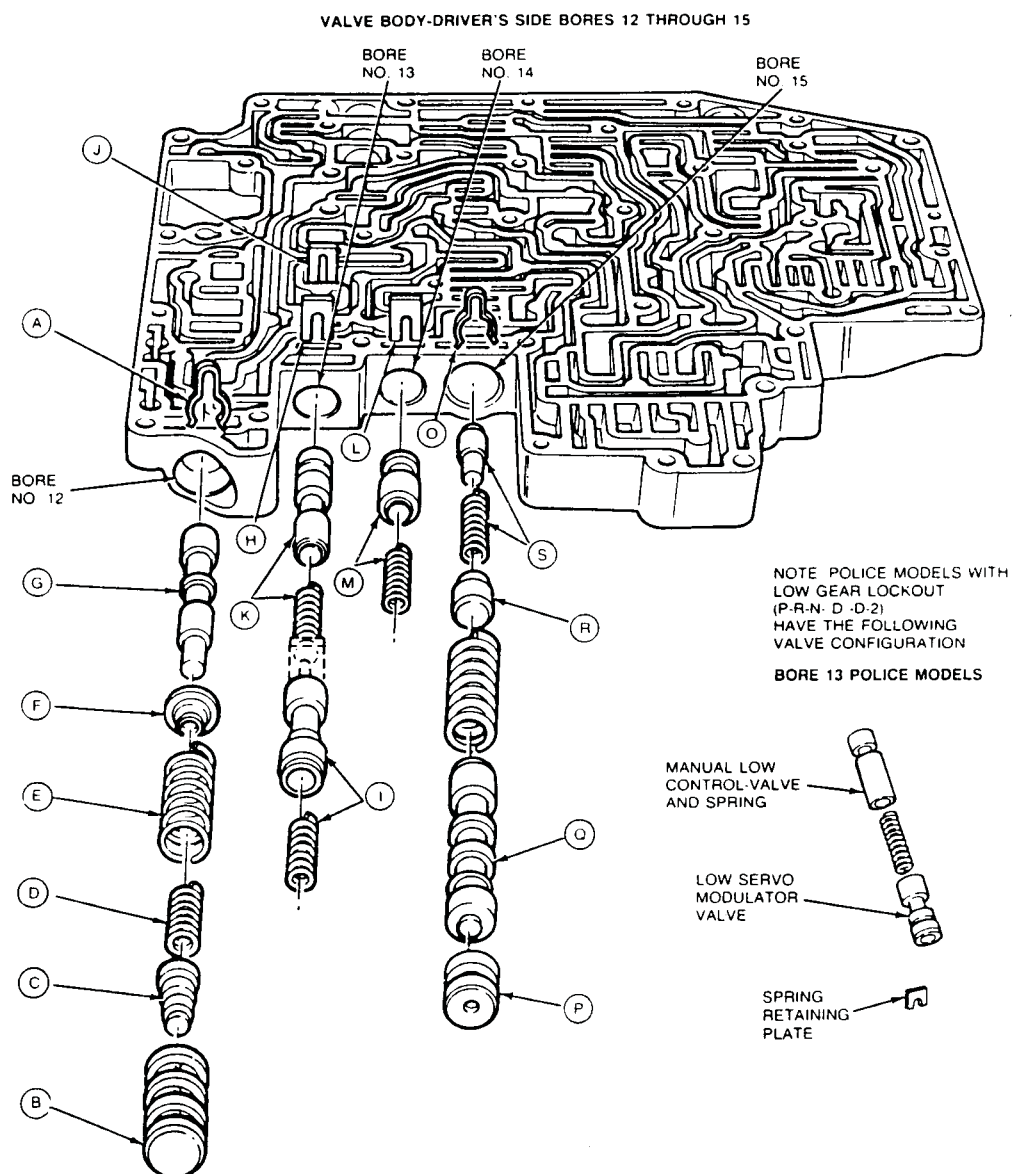 VALVE BODY-DRIVER'S SIDE BORES 12 THROUGH 15
BORE
NO. 13
BORE
NO. 14
BORE
NO. 15
J
A
BORE
NO 12
H
L
O
G
K
M
S
R
F
E
I
D
Q
C
P
B
NOTE POLICE MODELS WITH
LOW GEAR LOCKOUT
(P-R-N- D -D-2)
HAVE THE FOLLOWING
VALVE CONFIGURATION
BORE 13 POLICE MODELS
MANUAL LOW
CONTROL-VALVE
AND SPRING
LOW SERVO
MODULATOR
VALVE
SPRING
RETAINING
PLATE